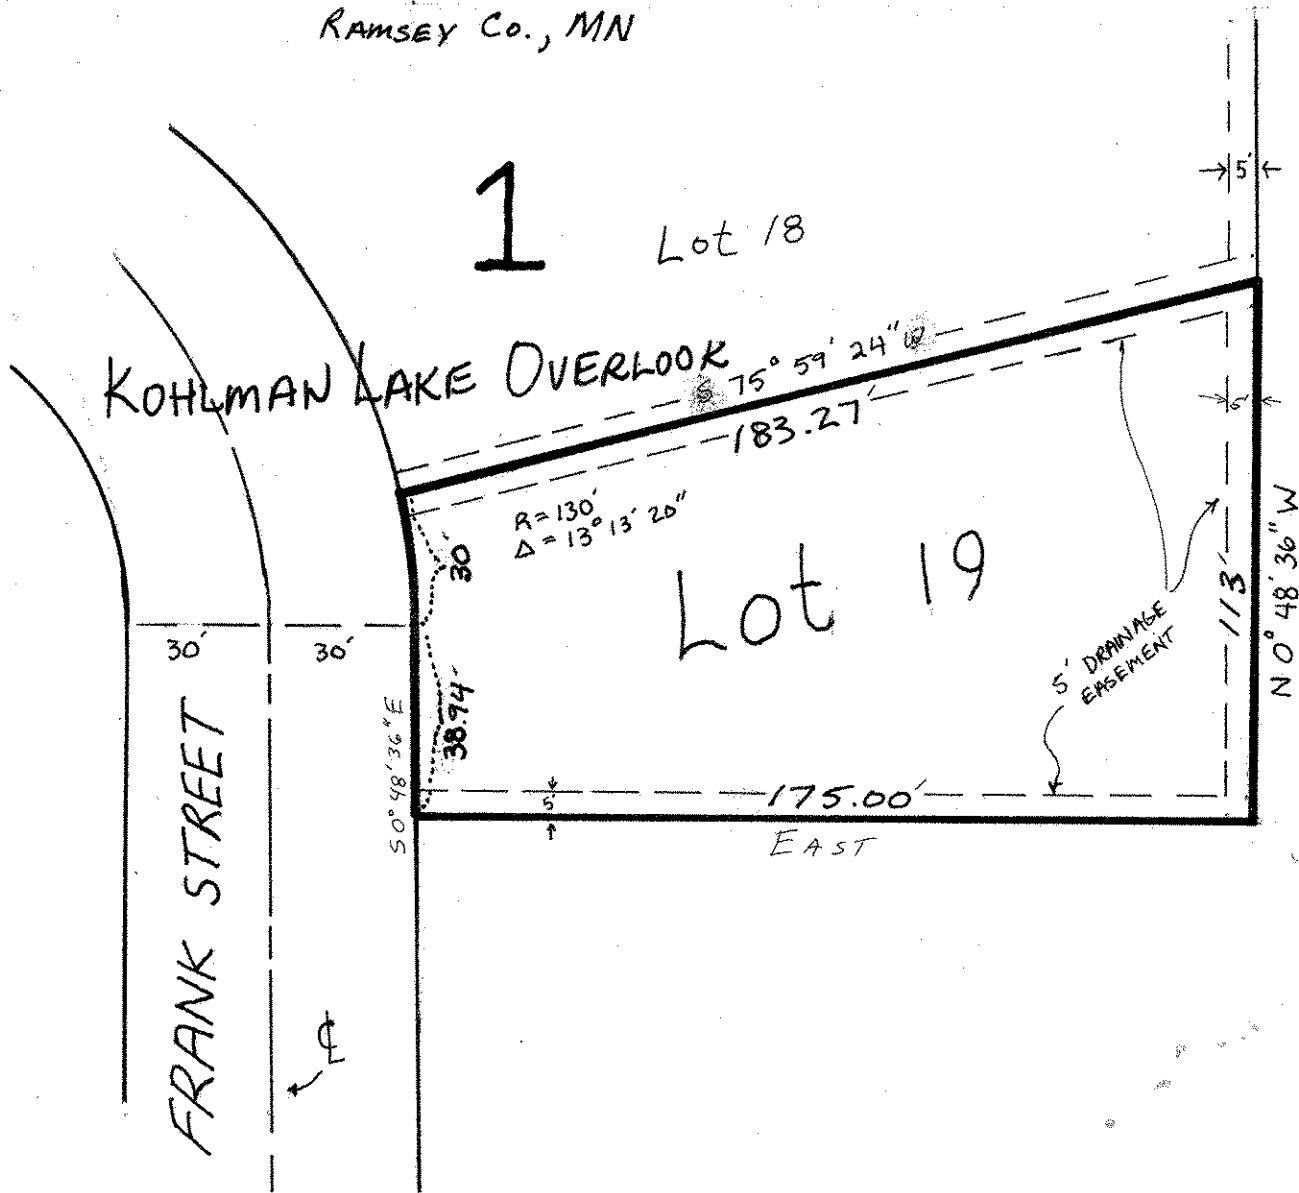 RAMSEY Co., MN
1
Lot 18
5'
KOHLMAN LAKE OVERLOOK
S 75° 59' 24" W
183.27'
5'
R=130'
Δ = 13° 13' 20"
30'
Lot 19
113'
N 0° 48' 36" W
30'
30'
5' DRAINAGE
EASEMENT
38.94'
S 0° 48' 36" E
5'
175.00'
EAST
FRANK STREET
℄